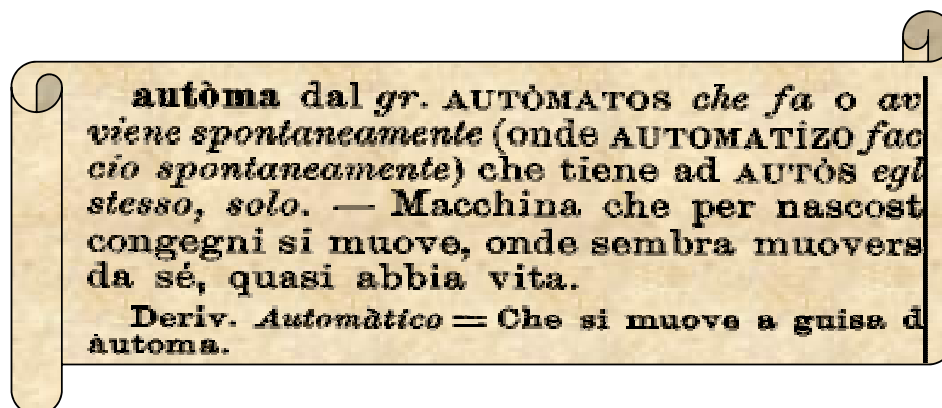 autòma dal gr. AUTÒMATOS che fa o av
viene spontaneamente (onde AUTOMATÍZO fac
cio spontaneamente) che tiene ad AUTÒS egl
stesso, solo. — Macchina che per nascost
congegni si muove, onde sembra muovers
da sé, quasi abbia vita.
Deriv. Automàtico = Che si muove a guisa d
àutoma.